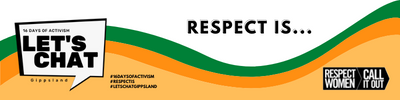 16 DAYS OF ACTIVISM
LET'S
CHAT
Gippsland
RESPECT IS...
#16DAYSOFACTIVISM
#RESPECTIS
#LETSCHATGIPPSLAND
RESPECT
WOMEN
CALL
IT OUT